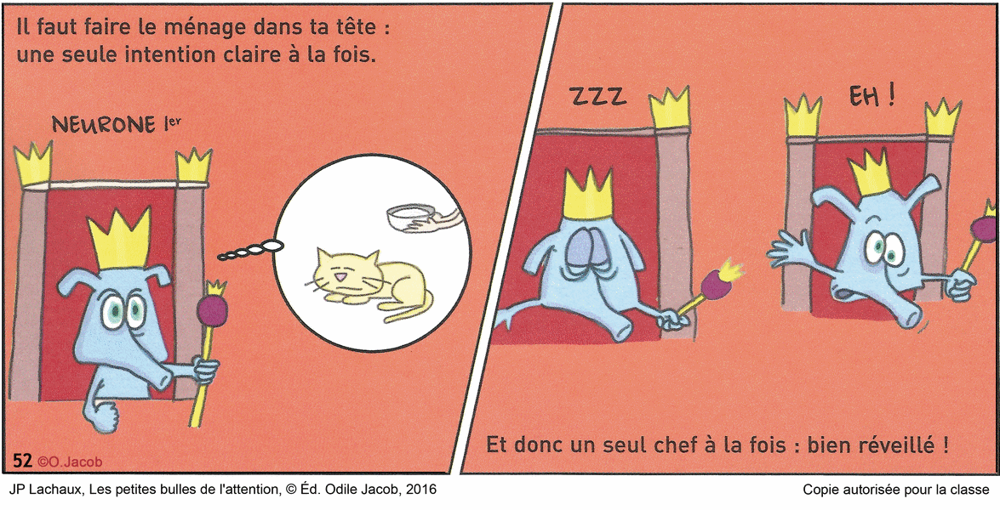 Il faut faire le ménage dans ta tête :
une seule intention claire à la fois.
NEURONE Ier
ZZZ
EH !
Et donc un seul chef à la fois : bien réveillé !
52 ©O.Jacob
JP Lachaux, Les petites bulles de l'attention, © Éd. Odile Jacob, 2016
Copie autorisée pour la classe